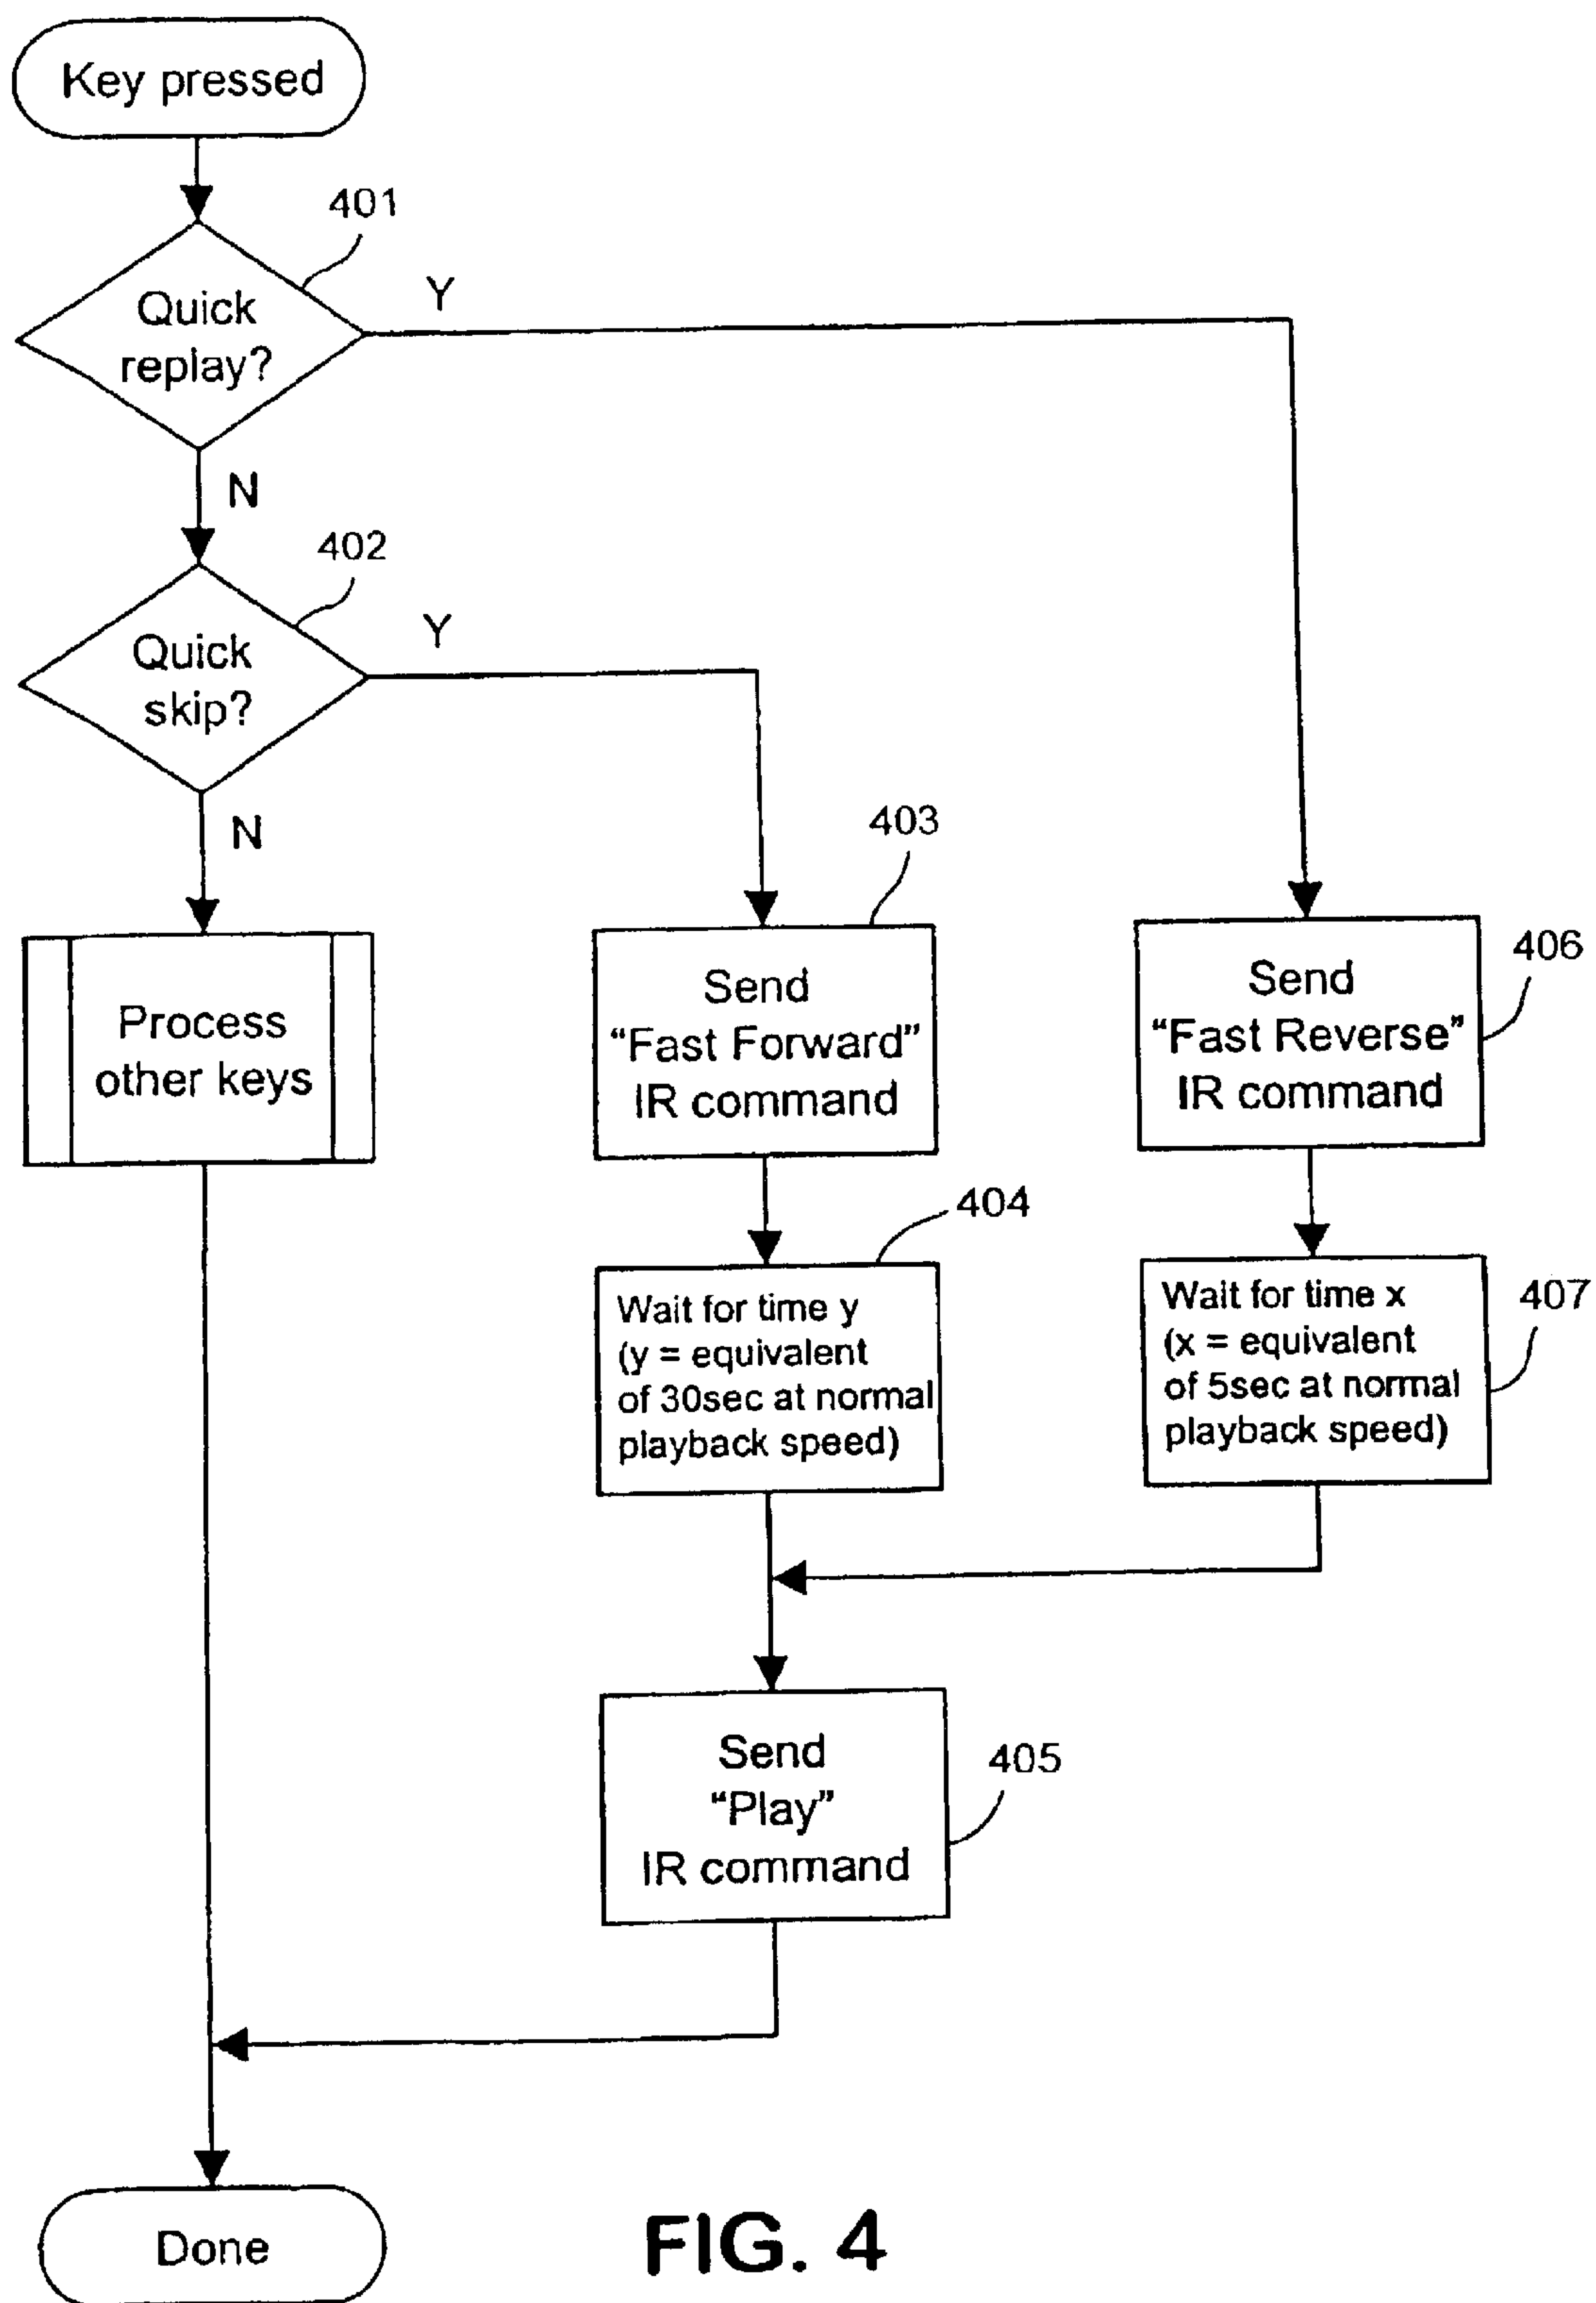 Key pressed
401
Quick
replay?
Y
N
402
Quick
skip?
Y
N
403
Send
“Fast Forward”
IR command
406
Send
“Fast Reverse”
IR command
Process
other keys
404
Wait for time y
(y = equivalent
of 30sec at normal
playback speed)
407
Wait for time x
(x = equivalent
of 5sec at normal
playback speed)
405
Send
“Play”
IR command
Done
FIG. 4